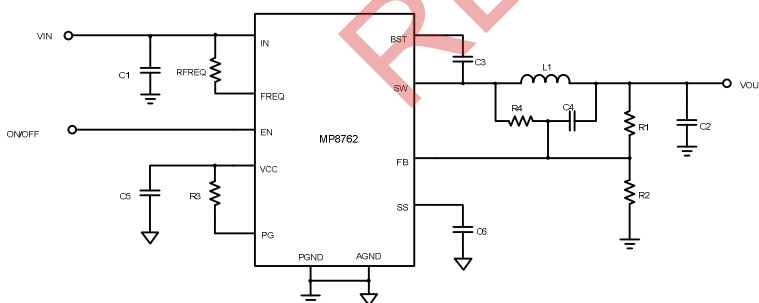 VIN
IN
BST
C1
RFREQ
C3
L1
SW
VOU
FREQ
R4
C4
R1
C2
ON/OFF
EN
MP8762
VCC
FB
C5
R3
R2
SS
C6
PG
PGND
AGND